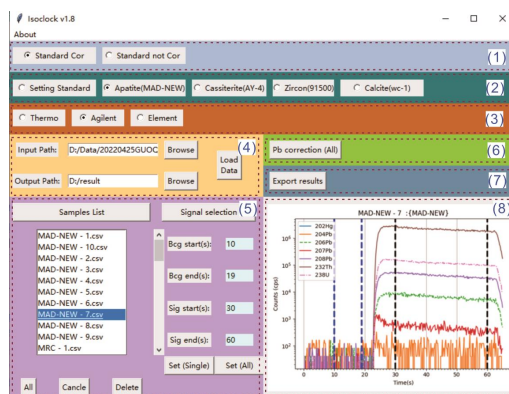 Isoclock v1.8
About
Standard Cor Standard not Cor (1)
Setting Standard Apatite(MAD-NEW) Cassiterite(AY-4) Zircon(91500) Calcite(wc-1) (2)
Thermo Agilent Element (3)
Input Path: D:/Data/20220425GUOC Browse Load Data (4)
Output Path: D:/result Browse
Pb correction (All) (6)
Export results (7)
Samples List Signal selection (5)
MAD-NEW - 1.csv
MAD-NEW - 10.csv
MAD-NEW - 2.csv
MAD-NEW - 3.csv
MAD-NEW - 4.csv
MAD-NEW - 5.csv
MAD-NEW - 6.csv
MAD-NEW - 7.csv
MAD-NEW - 8.csv
MAD-NEW - 9.csv
MRC - 1.csv
Bcg start(s): 10
Bcg end(s): 19
Sig start(s): 30
Sig end(s): 60
Set (Single) Set (All)
All Cancle Delete
(8)
MAD-NEW - 7 :{MAD-NEW}
202Hg
204Pb
206Pb
207Pb
208Pb
232Th
238U
Counts (cps)
10⁶
10⁵
10⁴
10³
10²
0 10 20 30 40 50 60
Time(s)